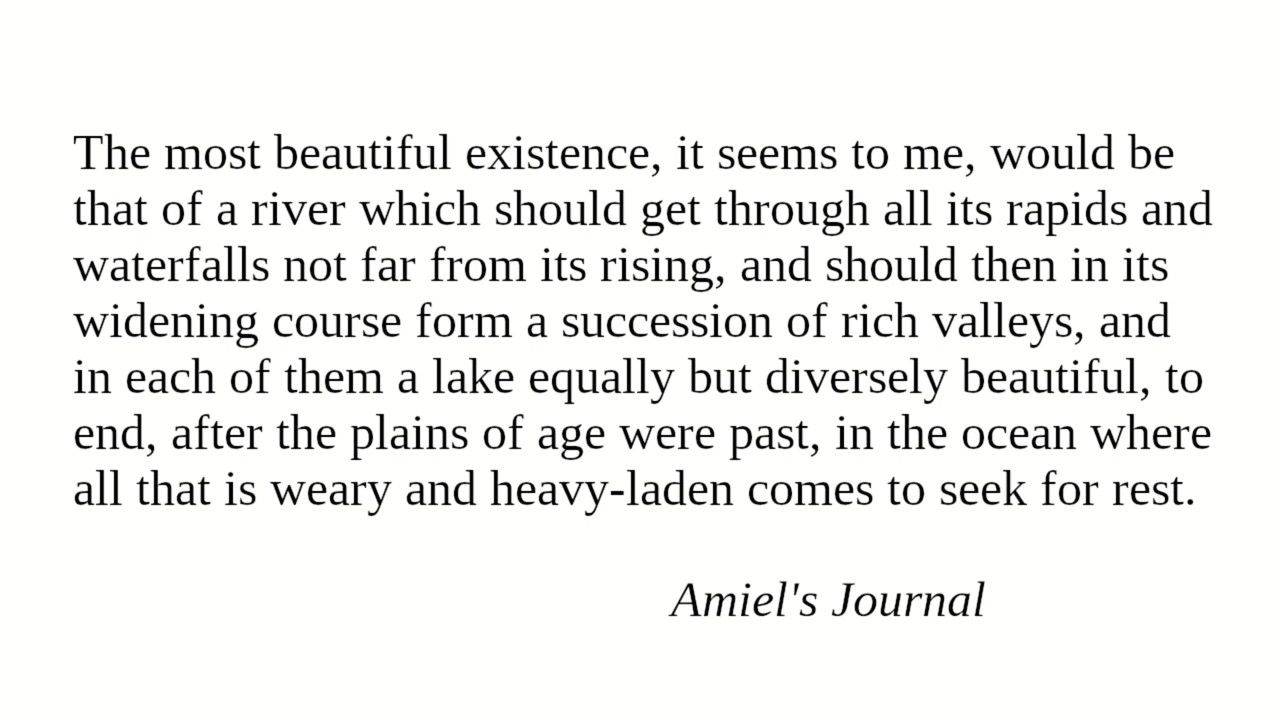 The most beautiful existence, it seems to me, would be
that of a river which should get through all its rapids and
waterfalls not far from its rising, and should then in its
widening course form a succession of rich valleys, and
in each of them a lake equally but diversely beautiful, to
end, after the plains of age were past, in the ocean where
all that is weary and heavy-laden comes to seek for rest.
Amiel's Journal